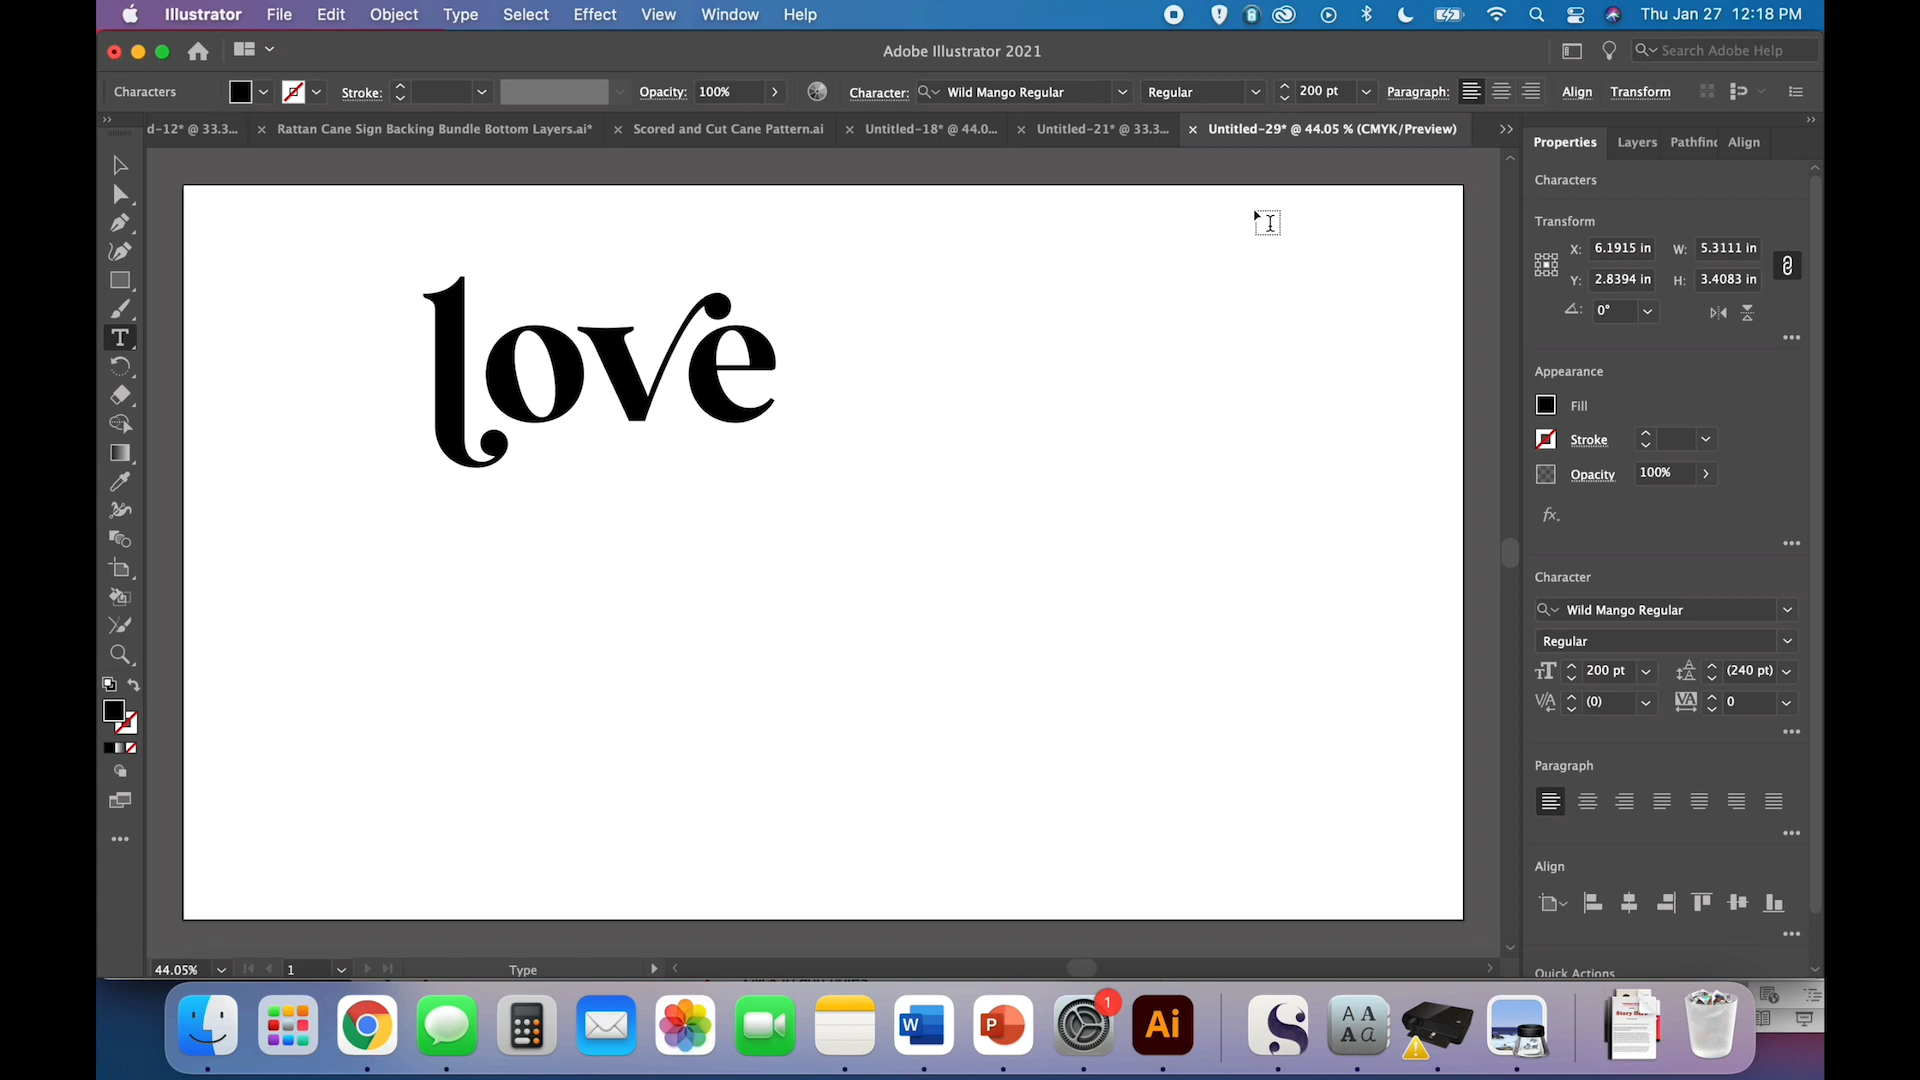 Illustrator File Edit Object Type Select Effect View Window Help Thu Jan 27 12:18 PM
Adobe Illustrator 2021 Search Adobe Help
Characters Stroke: Opacity: 100% Character: Wild Mango Regular Regular 200 pt Paragraph: Align Transform
d-12* @ 33.3... Rattan Cane Sign Backing Bundle Bottom Layers.ai* Scored and Cut Cane Pattern.ai Untitled-18* @ 44.0... Untitled-21* @ 33.3... Untitled-29* @ 44.05 % (CMYK/Preview)
Properties Layers Pathfinc Align
Characters
Transform
X: 6.1915 in W: 5.3111 in
Y: 2.8394 in H: 3.4083 in
0°
love
Appearance
Fill
Stroke
Opacity 100%
fx.
Character
Wild Mango Regular
Regular
200 pt (240 pt)
(0) 0
Paragraph
Align
Quick Actions
44.05% 1 Type
1
W P Ai
A A
A a